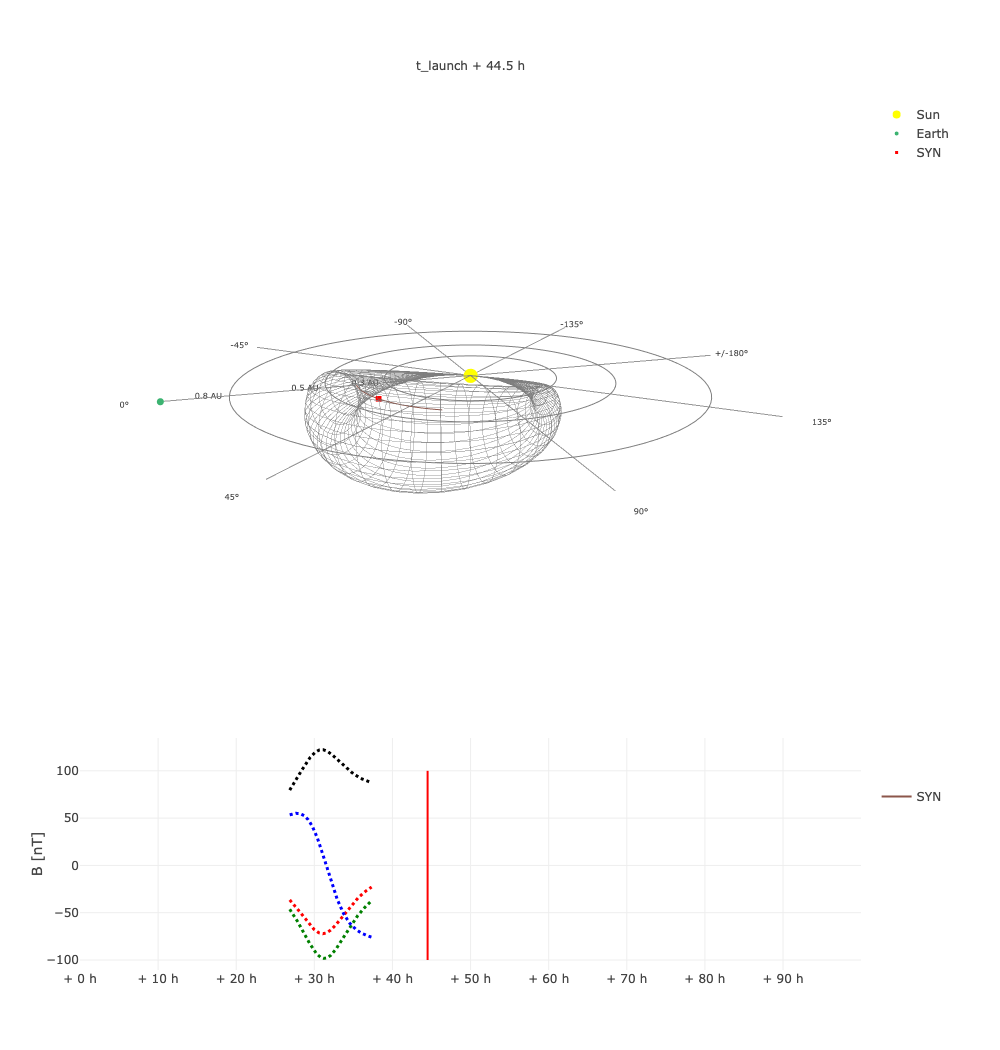 t_launch + 44.5 h
Sun
Earth
SYN
-90°
-135°
-45°
+/-180°
0.3 AU
0.5 AU
0.8 AU
0°
135°
45°
90°
100
50
0
−50
−100
B [nT]
SYN
+ 0 h
+ 10 h
+ 20 h
+ 30 h
+ 40 h
+ 50 h
+ 60 h
+ 70 h
+ 80 h
+ 90 h